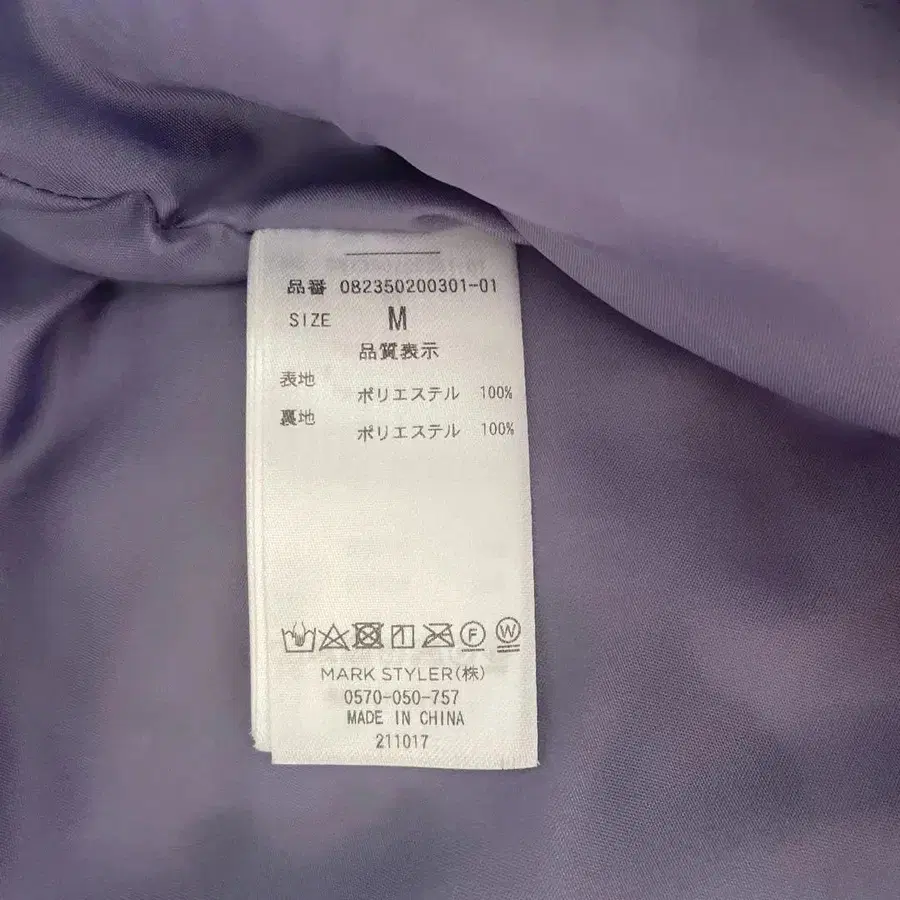 品番 082350200301-01
SIZE M
品質表示
表地
ポリエステル 100%
裏地
ポリエステル 100%
F W
MARK STYLER(株)
0570-050-757
MADE IN CHINA
211017